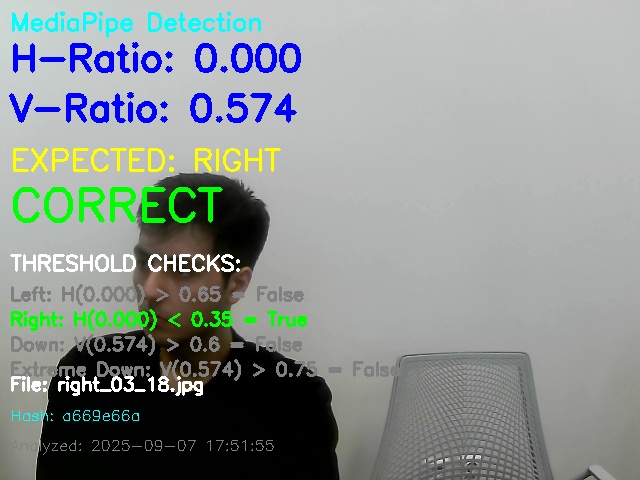 MediaPipe Detection
H-Ratio: 0.000
V-Ratio: 0.574
EXPECTED: RIGHT
CORRECT
THRESHOLD CHECKS:
Left: H(0.000) > 0.65 = False
Right: H(0.000) < 0.35 = True
Down: V(0.574) > 0.6 = False
Extreme Down: V(0.574) > 0.75 = False
File: right_03_18.jpg
Hash: a669e66a
Analyzed: 2025-09-07 17:51:55